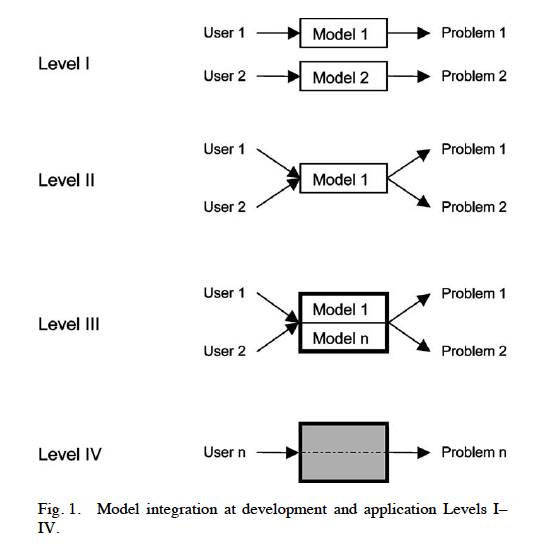 User 1 Model 1 Problem 1
Level I
User 2 Model 2 Problem 2
User 1 Problem 1
Level II Model 1
User 2 Problem 2
User 1 Problem 1
Model 1
Level III
Model n
User 2 Problem 2
Level IV User n Problem n
Fig. 1. Model integration at development and application Levels I–
IV.